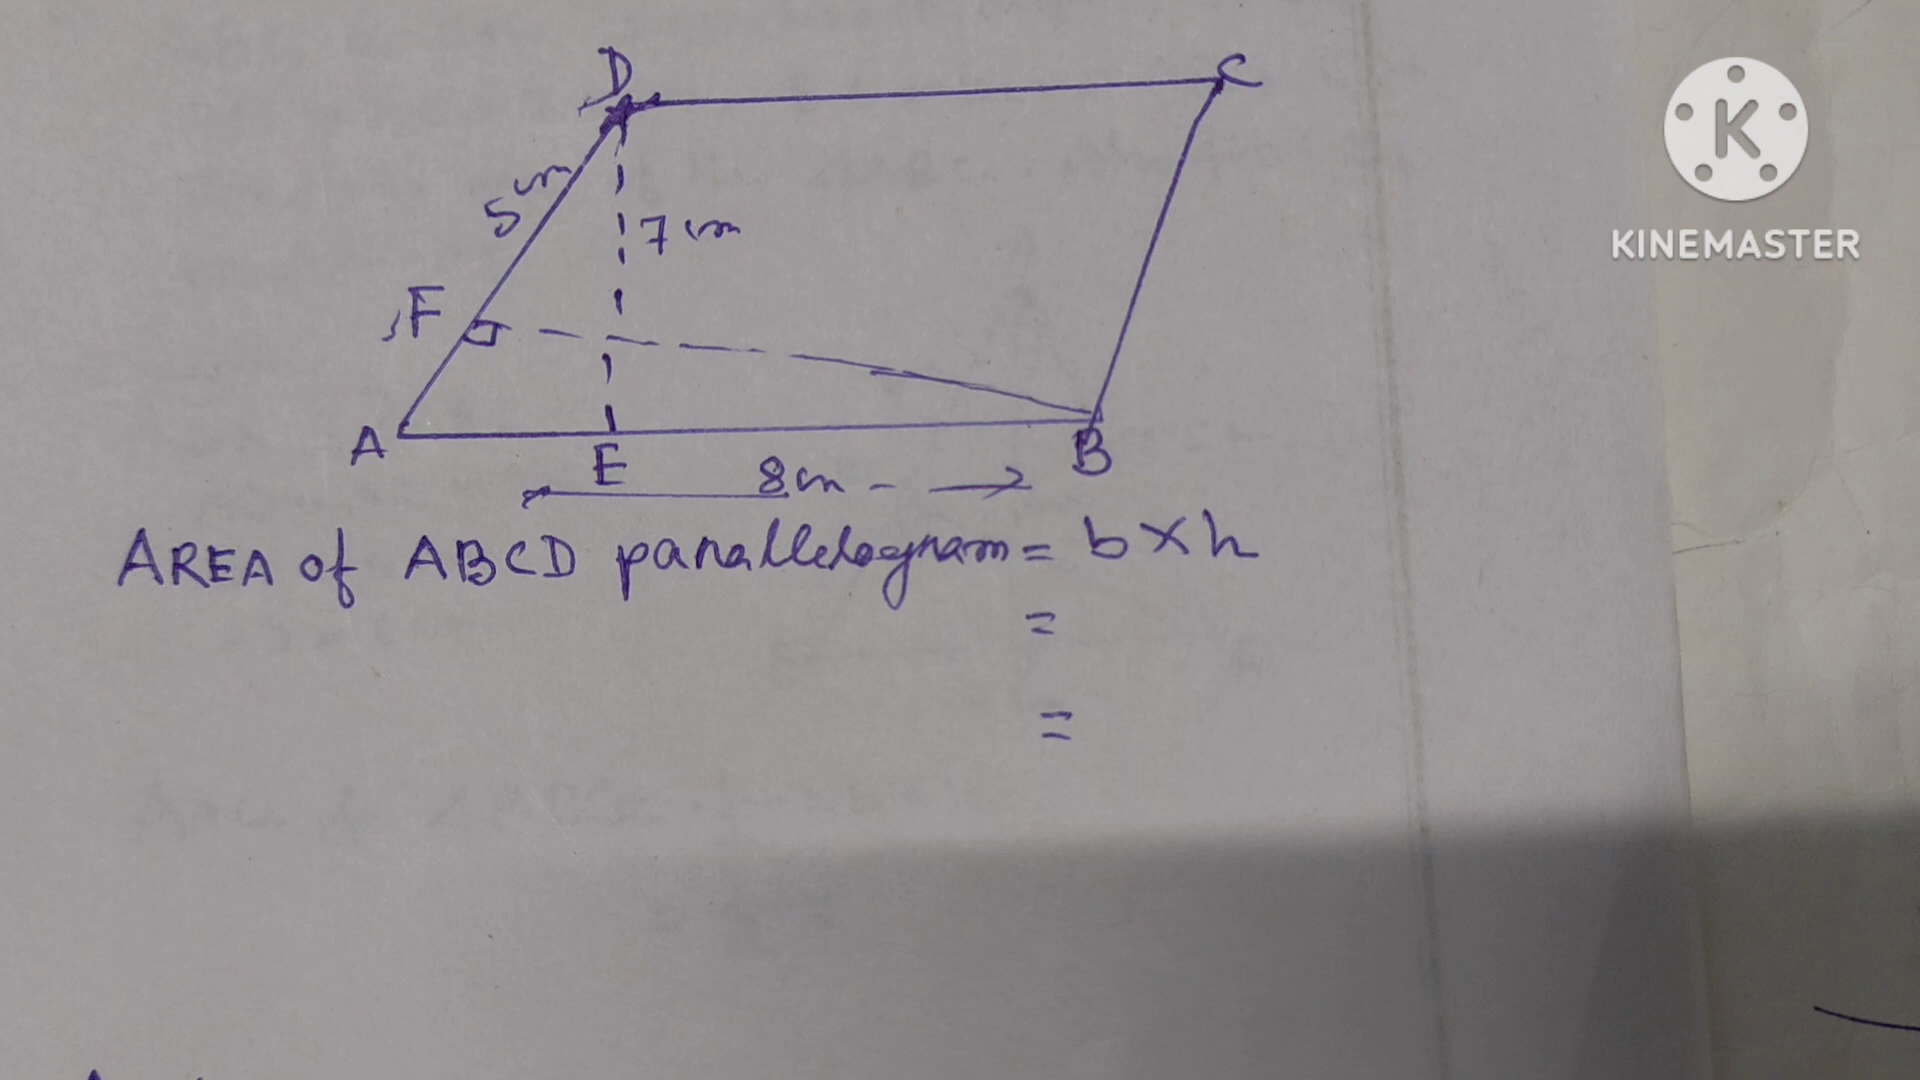 D
C
5cm
7cm
F
A
E
B
8cm
AREA of ABCD parallelogram = b×h
=
=
K
KINEMASTER